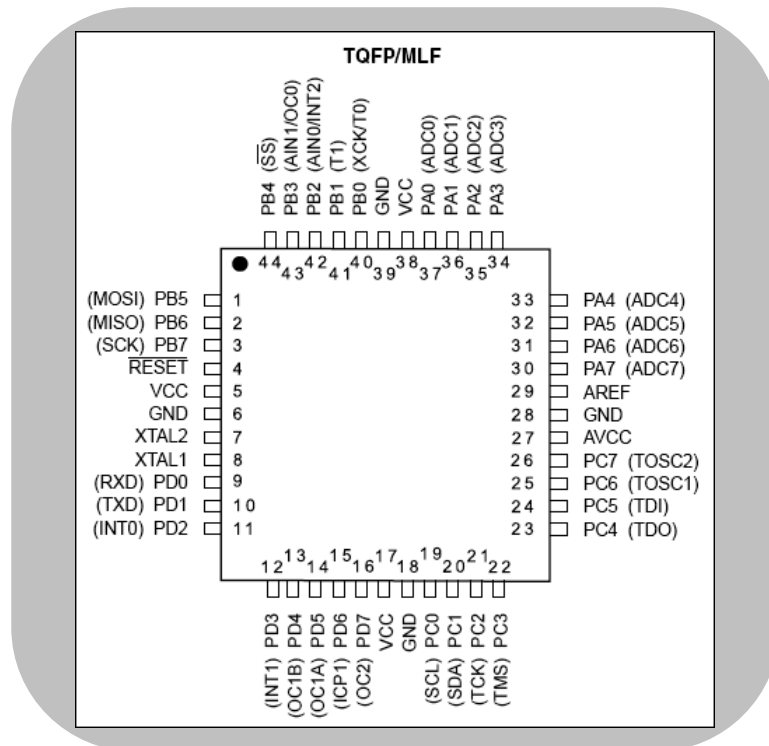 TQFP/MLF
PB4 (SS)
PB3 (AIN1/OC0)
PB2 (AIN0/INT2)
PB1 (T1)
PB0 (XCK/T0)
GND
VCC
PA0 (ADC0)
PA1 (ADC1)
PA2 (ADC2)
PA3 (ADC3)
44 43 42 41 40 39 38 37 36 35 34
(MOSI) PB5 1
(MISO) PB6 2
(SCK) PB7 3
RESET 4
VCC 5
GND 6
XTAL2 7
XTAL1 8
(RXD) PD0 9
(TXD) PD1 10
(INT0) PD2 11
33 PA4 (ADC4)
32 PA5 (ADC5)
31 PA6 (ADC6)
30 PA7 (ADC7)
29 AREF
28 GND
27 AVCC
26 PC7 (TOSC2)
25 PC6 (TOSC1)
24 PC5 (TDI)
23 PC4 (TDO)
12 13 14 15 16 17 18 19 20 21 22
(INT1) PD3
(OC1B) PD4
(OC1A) PD5
(ICP1) PD6
(OC2) PD7
VCC
GND
(SCL) PC0
(SDA) PC1
(TCK) PC2
(TMS) PC3